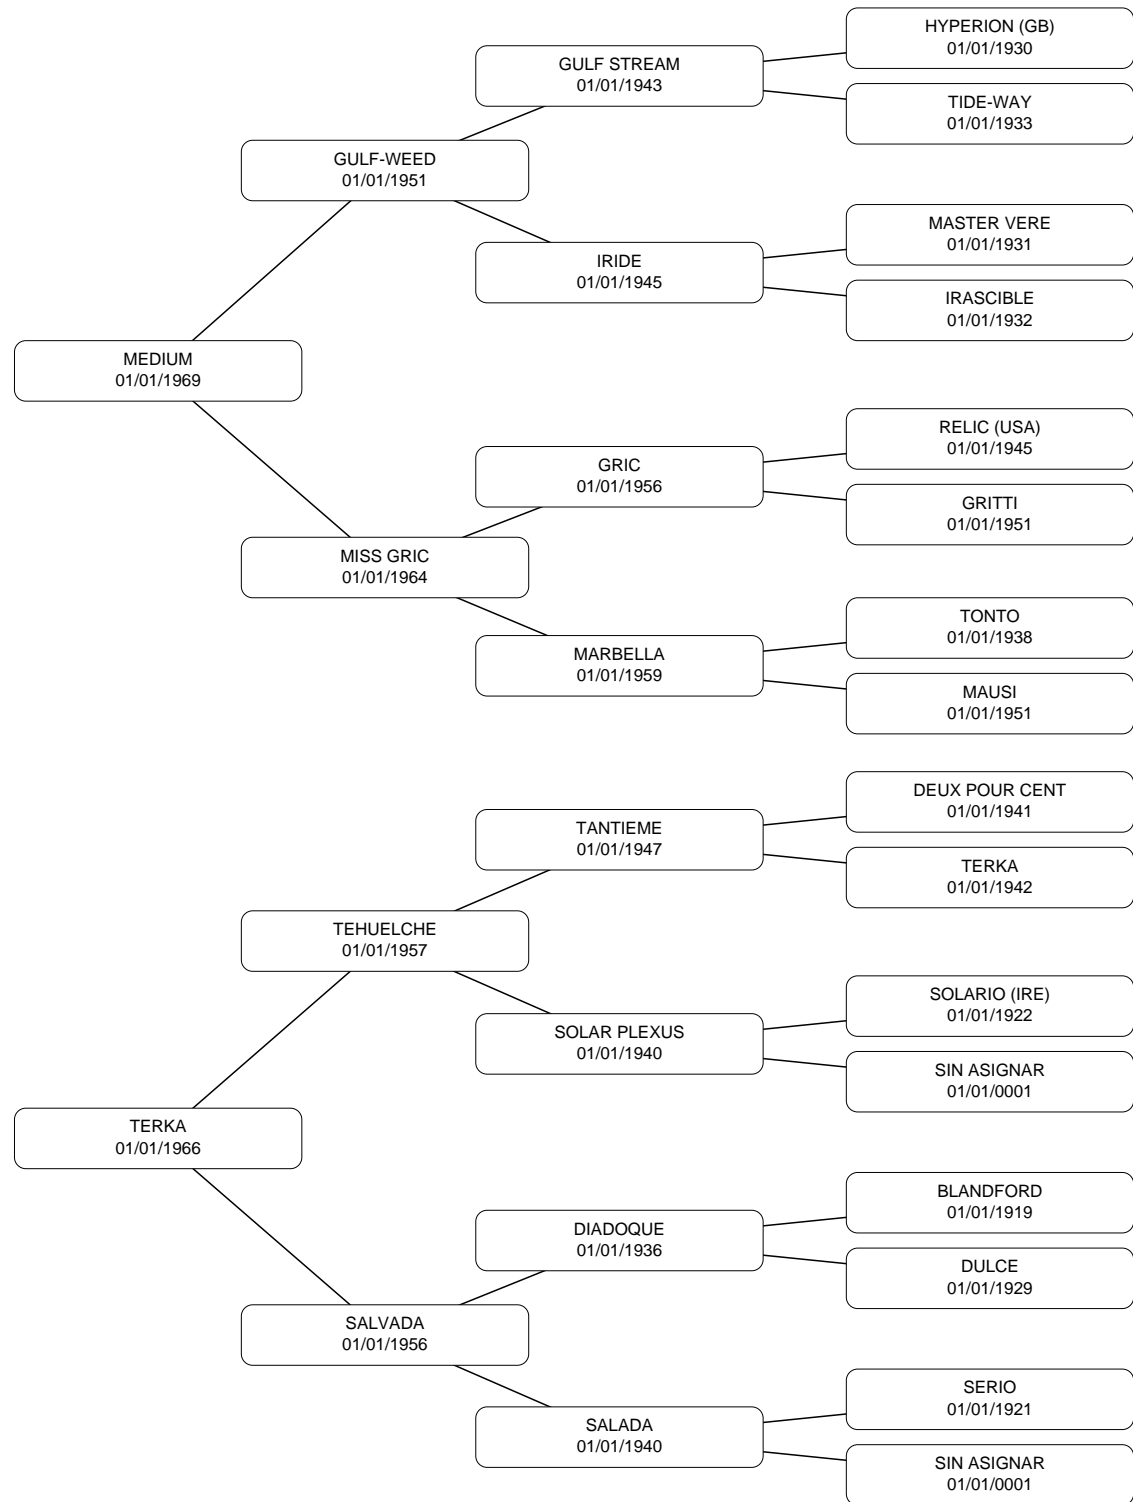 HYPERION (GB)
01/01/1930
GULF STREAM
01/01/1943
TIDE-WAY
01/01/1933
GULF-WEED
01/01/1951
MASTER VERE
01/01/1931
IRIDE
01/01/1945
IRASCIBLE
01/01/1932
MEDIUM
01/01/1969
RELIC (USA)
01/01/1945
GRIC
01/01/1956
GRITTI
01/01/1951
MISS GRIC
01/01/1964
TONTO
01/01/1938
MARBELLA
01/01/1959
MAUSI
01/01/1951
DEUX POUR CENT
01/01/1941
TANTIEME
01/01/1947
TERKA
01/01/1942
TEHUELCHE
01/01/1957
SOLARIO (IRE)
01/01/1922
SOLAR PLEXUS
01/01/1940
SIN ASIGNAR
01/01/0001
TERKA
01/01/1966
BLANDFORD
01/01/1919
DIADOQUE
01/01/1936
DULCE
01/01/1929
SALVADA
01/01/1956
SERIO
01/01/1921
SALADA
01/01/1940
SIN ASIGNAR
01/01/0001